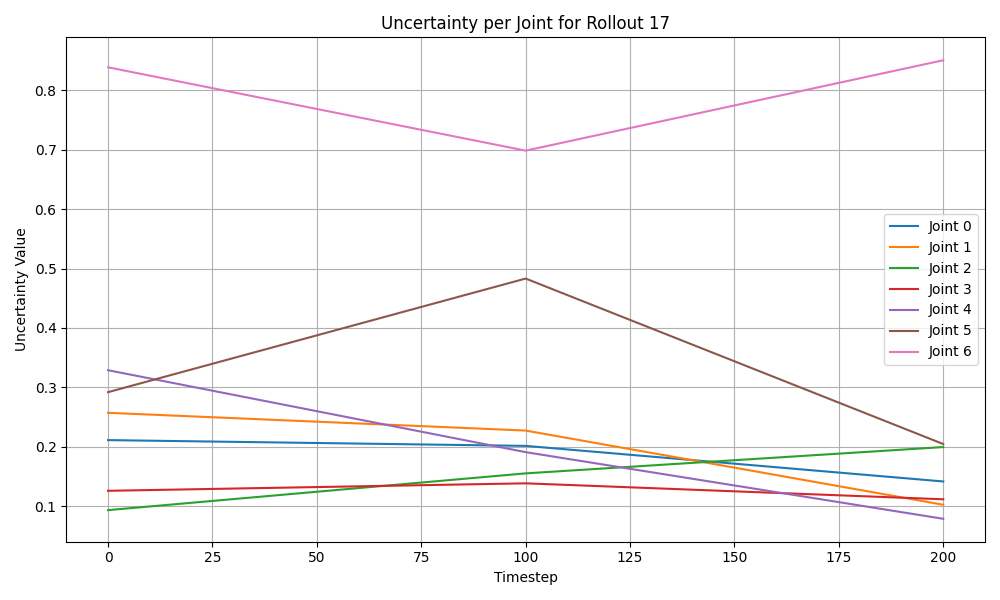 Uncertainty per Joint for Rollout 17
Uncertainty Value
0.8
0.7
0.6
0.5
0.4
0.3
0.2
0.1
Joint 0
Joint 1
Joint 2
Joint 3
Joint 4
Joint 5
Joint 6
0 25 50 75 100 125 150 175 200
Timestep